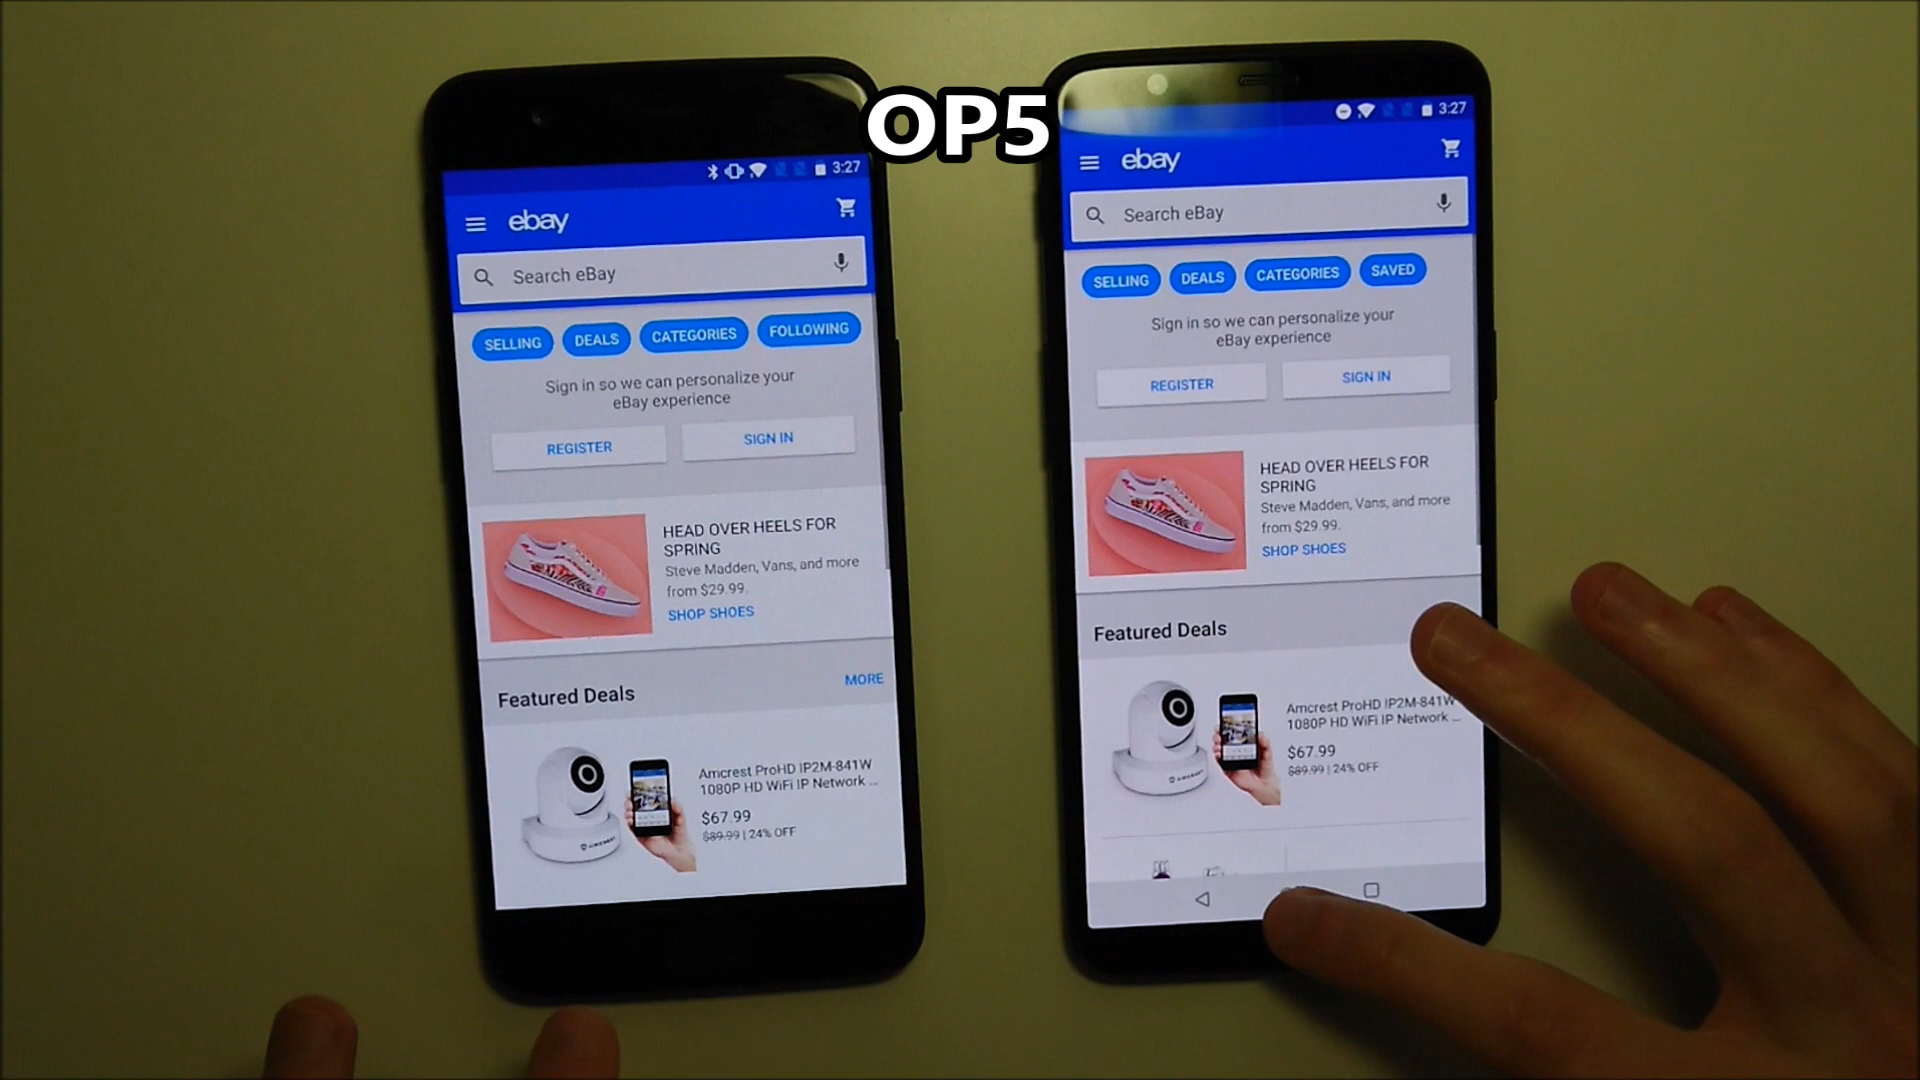 OP5
3:27
ebay
Search eBay
SELLING
DEALS
CATEGORIES
FOLLOWING
Sign in so we can personalize your
eBay experience
REGISTER
SIGN IN
HEAD OVER HEELS FOR
SPRING
Steve Madden, Vans, and more
from $29.99.
SHOP SHOES
Featured Deals
MORE
Amcrest ProHD IP2M-841W
1080P HD WiFi IP Network ...
$67.99
$89.99 | 24% OFF
3:27
ebay
Search eBay
SELLING
DEALS
CATEGORIES
SAVED
Sign in so we can personalize your
eBay experience
REGISTER
SIGN IN
HEAD OVER HEELS FOR
SPRING
Steve Madden, Vans, and more
from $29.99.
SHOP SHOES
Featured Deals
Amcrest ProHD IP2M-841W
1080P HD WiFi IP Network ...
$67.99
$89.99 | 24% OFF